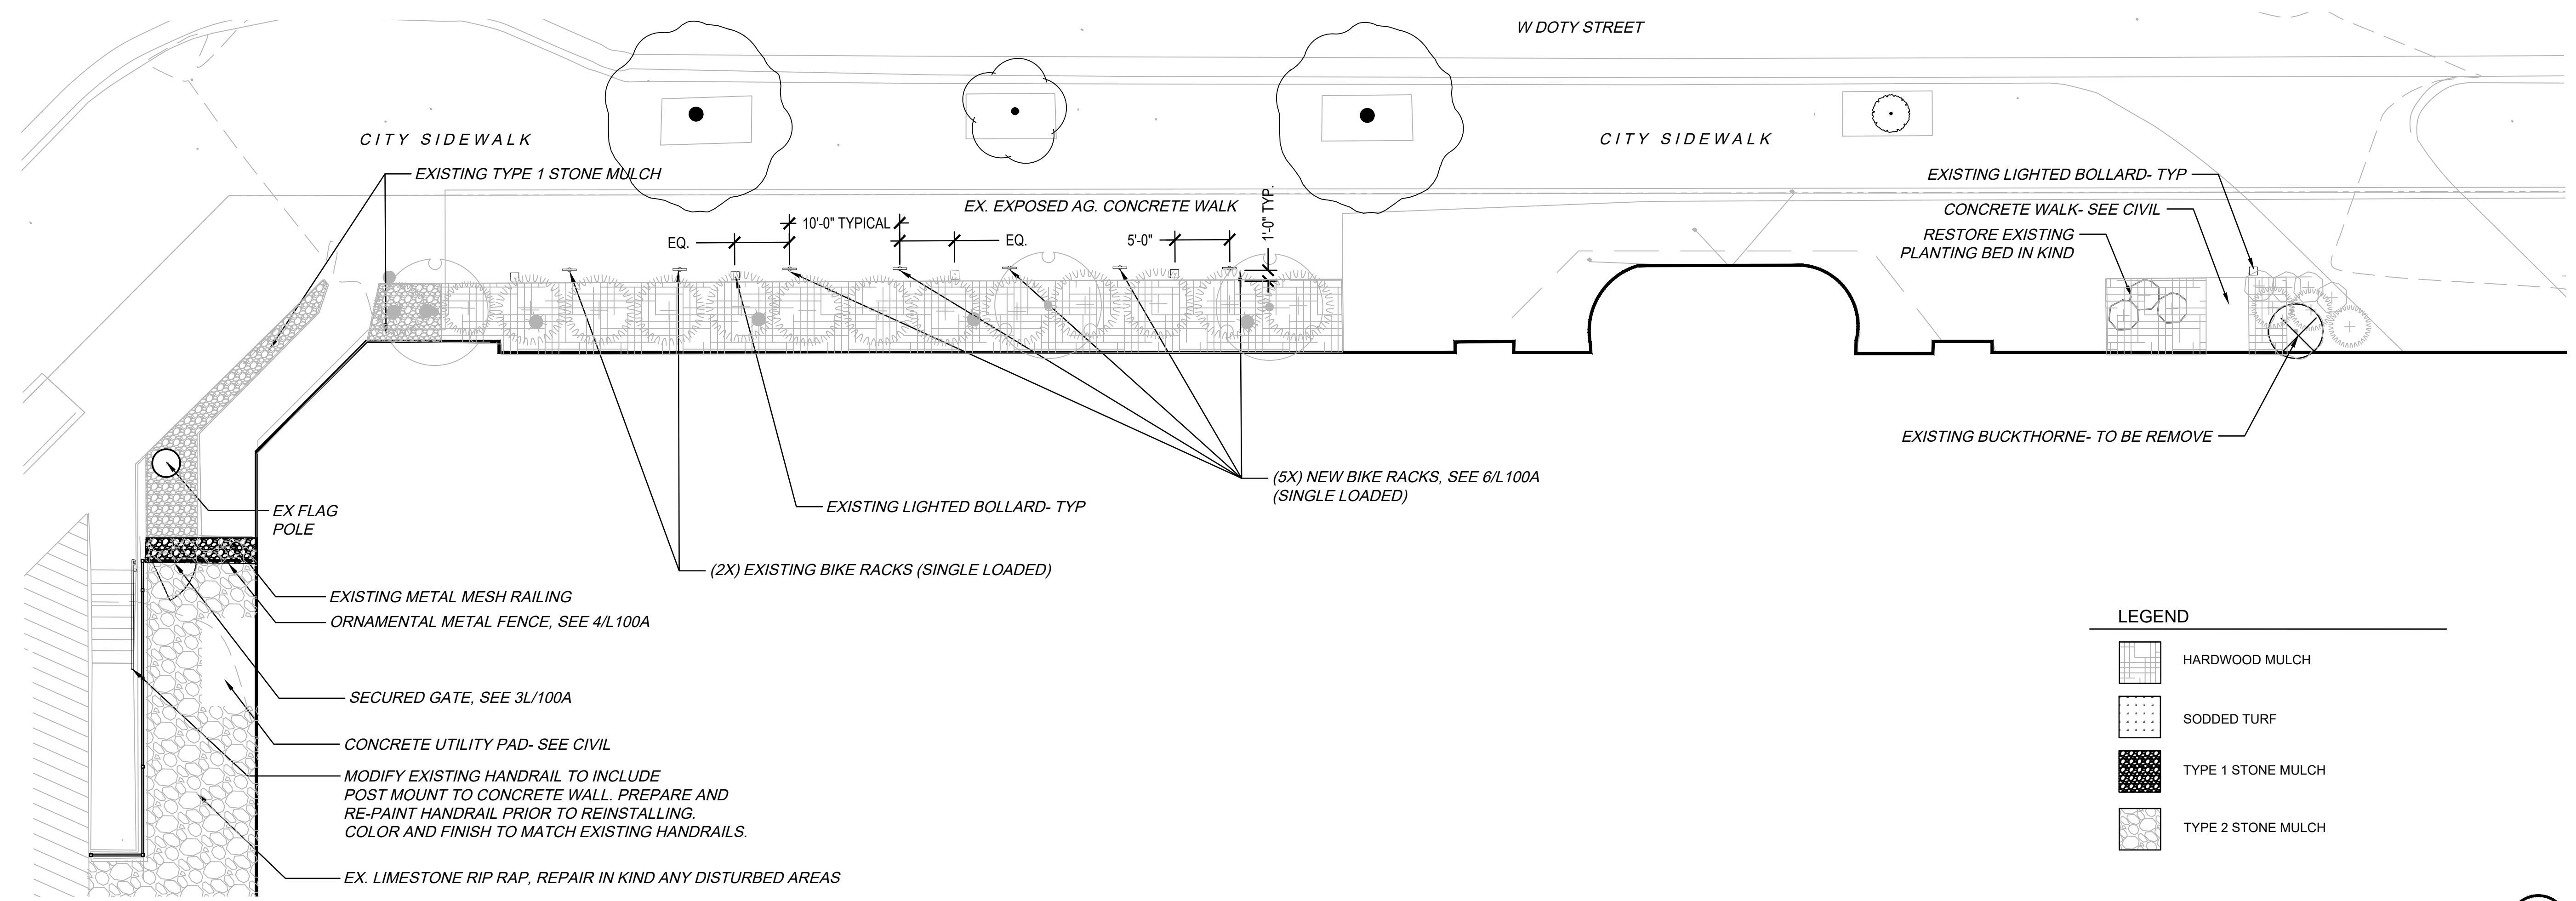 W DOTY STREET
CITY SIDEWALK
CITY SIDEWALK
EXISTING TYPE 1 STONE MULCH
EXISTING LIGHTED BOLLARD- TYP
EX. EXPOSED AG. CONCRETE WALK
1'-0" TYP.
CONCRETE WALK- SEE CIVIL
10'-0" TYPICAL
EQ.
EQ.
5'-0"
RESTORE EXISTING
PLANTING BED IN KIND
EXISTING BUCKTHORNE- TO BE REMOVE
(5X) NEW BIKE RACKS, SEE 6/L100A
(SINGLE LOADED)
EXISTING LIGHTED BOLLARD- TYP
EX FLAG
POLE
(2X) EXISTING BIKE RACKS (SINGLE LOADED)
EXISTING METAL MESH RAILING
ORNAMENTAL METAL FENCE, SEE 4/L100A
SECURED GATE, SEE 3L/100A
CONCRETE UTILITY PAD- SEE CIVIL
MODIFY EXISTING HANDRAIL TO INCLUDE
POST MOUNT TO CONCRETE WALL. PREPARE AND
RE-PAINT HANDRAIL PRIOR TO REINSTALLING.
COLOR AND FINISH TO MATCH EXISTING HANDRAILS.
EX. LIMESTONE RIP RAP, REPAIR IN KIND ANY DISTURBED AREAS
LEGEND
HARDWOOD MULCH
SODDED TURF
TYPE 1 STONE MULCH
TYPE 2 STONE MULCH